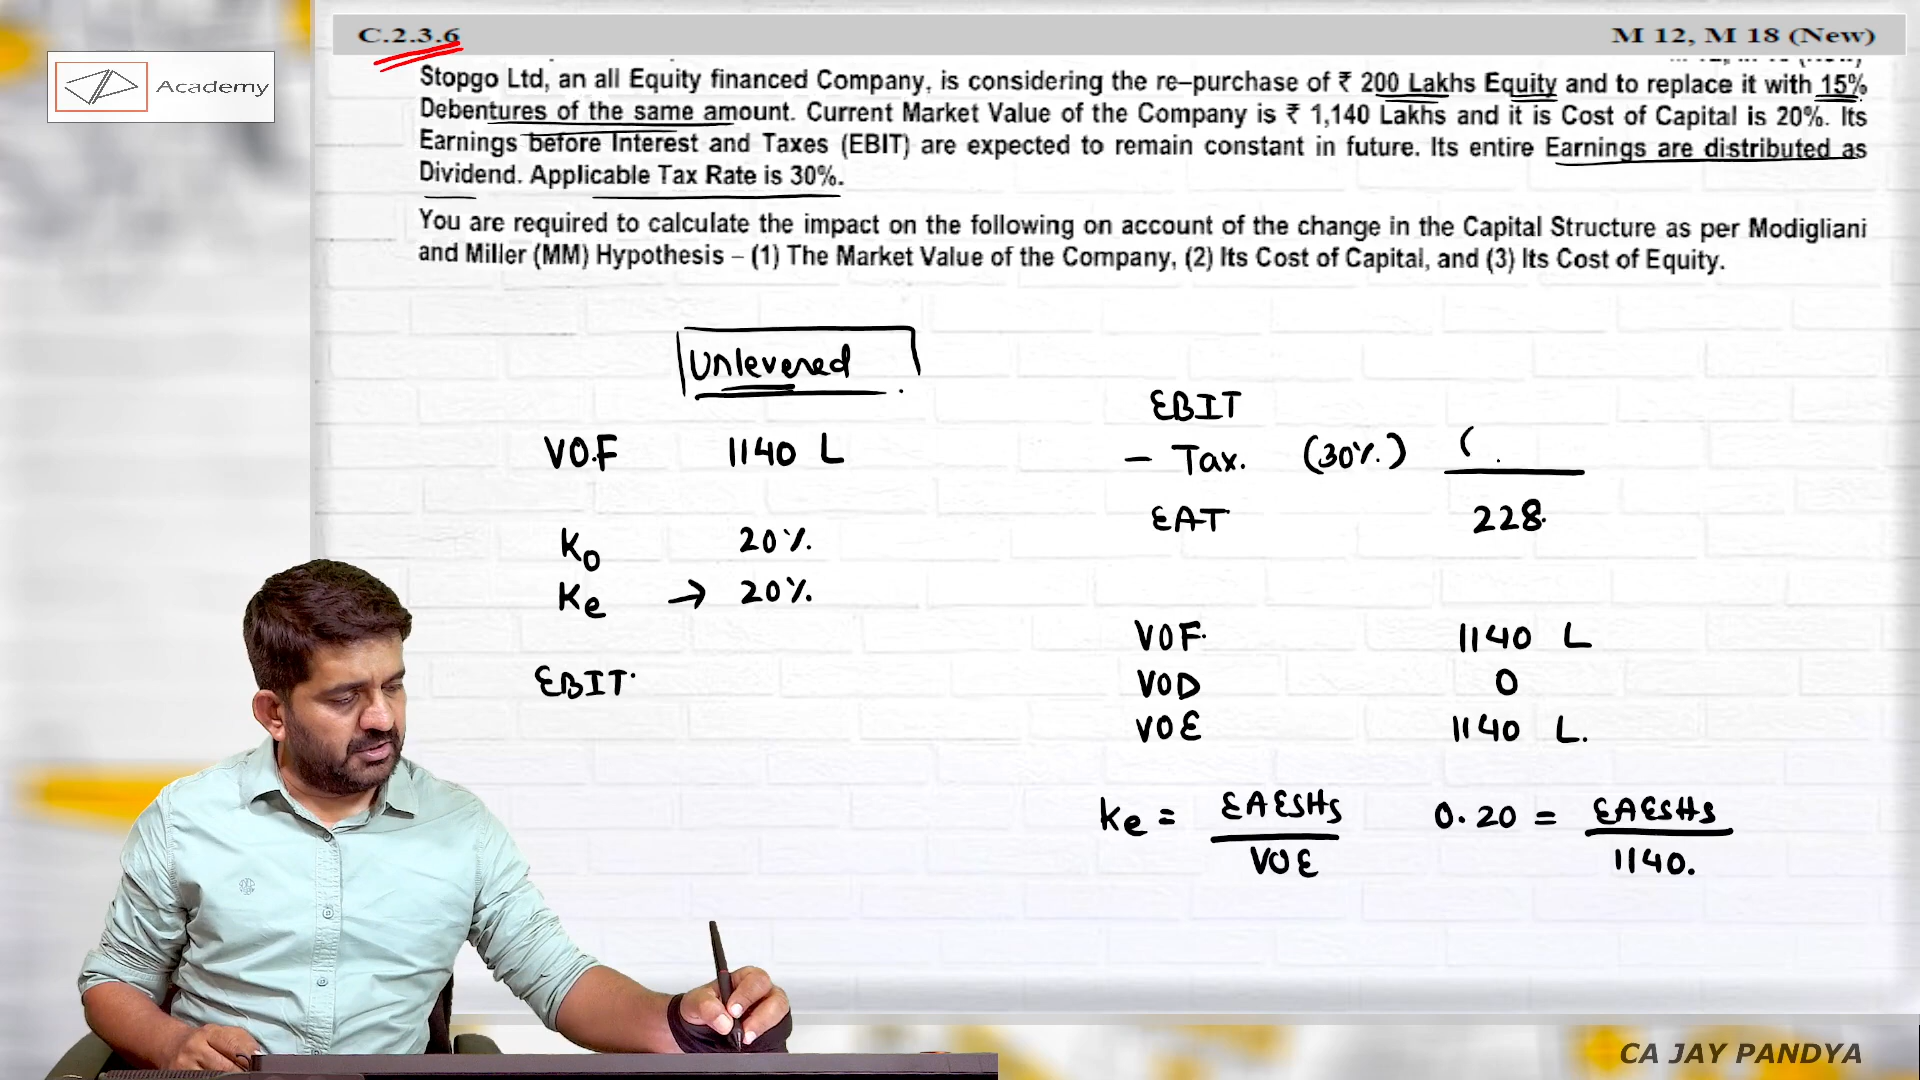 C.2.3.6 M 12, M 18 (New)
Academy
Stopgo Ltd, an all Equity financed Company, is considering the re–purchase of ₹ 200 Lakhs Equity and to replace it with 15%
Debentures of the same amount. Current Market Value of the Company is ₹ 1,140 Lakhs and it is Cost of Capital is 20%. Its
Earnings before Interest and Taxes (EBIT) are expected to remain constant in future. Its entire Earnings are distributed as
Dividend. Applicable Tax Rate is 30%.
You are required to calculate the impact on the following on account of the change in the Capital Structure as per Modigliani
and Miller (MM) Hypothesis – (1) The Market Value of the Company, (2) Its Cost of Capital, and (3) Its Cost of Equity.
Unlevered
EBIT
VOF 1140 L
- Tax. (30%.) ( .
EAT 228.
Ko 20%.
Ke → 20%.
VOF. 1140 L
EBIT.
VOD 0
VOE 1140 L.
Ke = EAESHs / VOE 0.20 = EAESHs / 1140.
CA JAY PANDYA